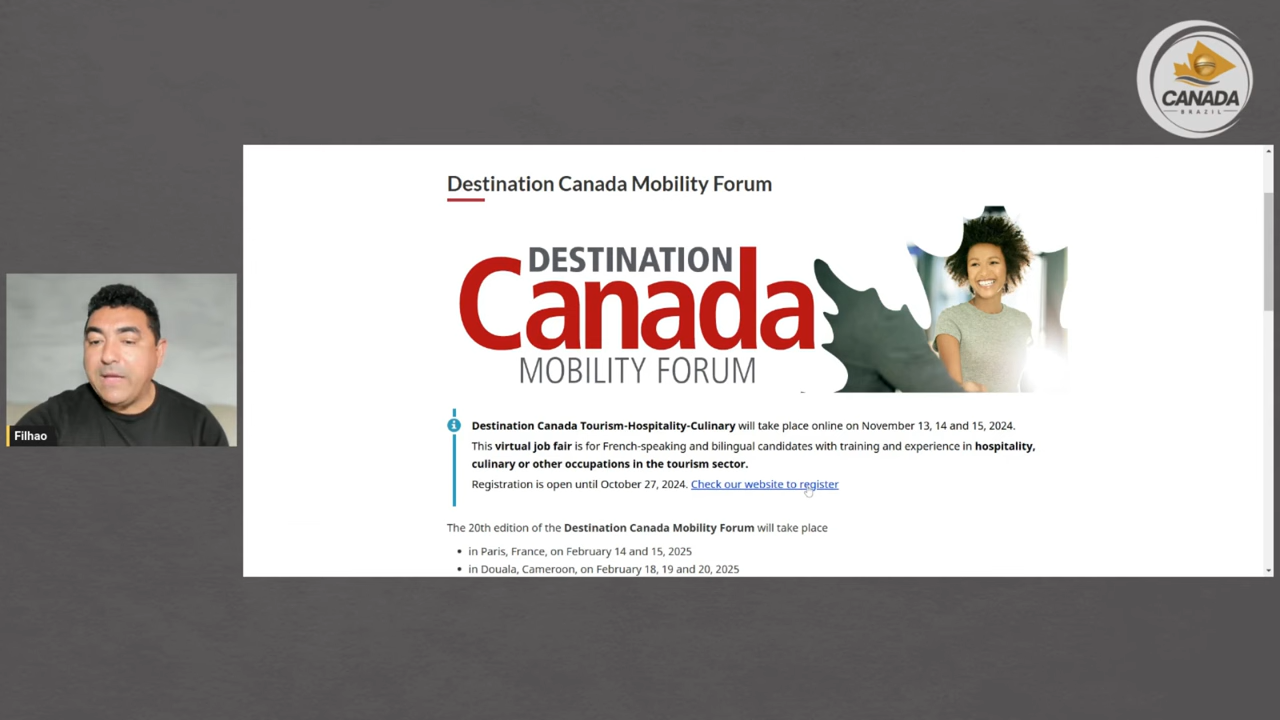 CANADA
BRAZIL
Destination Canada Mobility Forum
DESTINATION
Canada
MOBILITY FORUM
Destination Canada Tourism-Hospitality-Culinary will take place online on November 13, 14 and 15, 2024.
This virtual job fair is for French-speaking and bilingual candidates with training and experience in hospitality,
culinary or other occupations in the tourism sector.
Registration is open until October 27, 2024. Check our website to register
The 20th edition of the Destination Canada Mobility Forum will take place
• in Paris, France, on February 14 and 15, 2025
• in Douala, Cameroon, on February 18, 19 and 20, 2025
Filhao